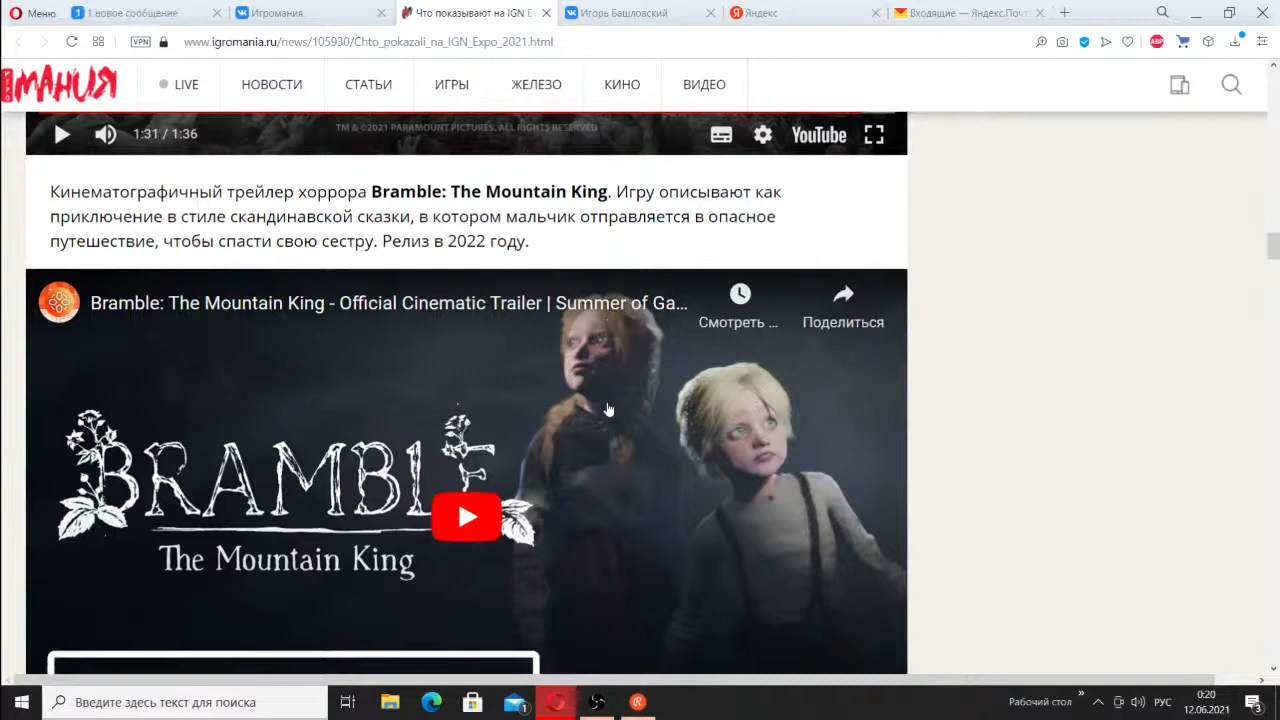 Меню
1 новое сообщение
Игромания
Что показывают на IGN E
Игорь Башловский
Яндекс
Входящие — Яндекс.Почт
VPN
www.igromania.ru/news/105930/Chto_pokazali_na_IGN_Expo_2021.html
ABP
ИГРО
МАНИЯ
LIVE
НОВОСТИ
СТАТЬИ
ИГРЫ
ЖЕЛЕЗО
КИНО
ВИДЕО
TM & ©2021 PARAMOUNT PICTURES. ALL RIGHTS RESERVED
1:31 / 1:36
YouTube
Кинематографичный трейлер хоррора Bramble: The Mountain King. Игру описывают как
приключение в стиле скандинавской сказки, в котором мальчик отправляется в опасное
путешествие, чтобы спасти свою сестру. Релиз в 2022 году.
Bramble: The Mountain King - Official Cinematic Trailer | Summer of Ga...
Смотреть ...
Поделиться
BRAMBLE
The Mountain King
Введите здесь текст для поиска
1
Рабочий стол
»
РУС
0:20
12.06.2021
3